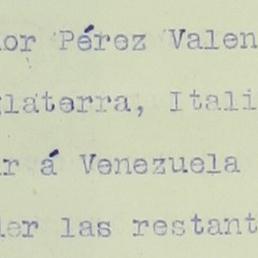 or Pérez Valen
glaterra, Itali
r á Venezuela
er las restant